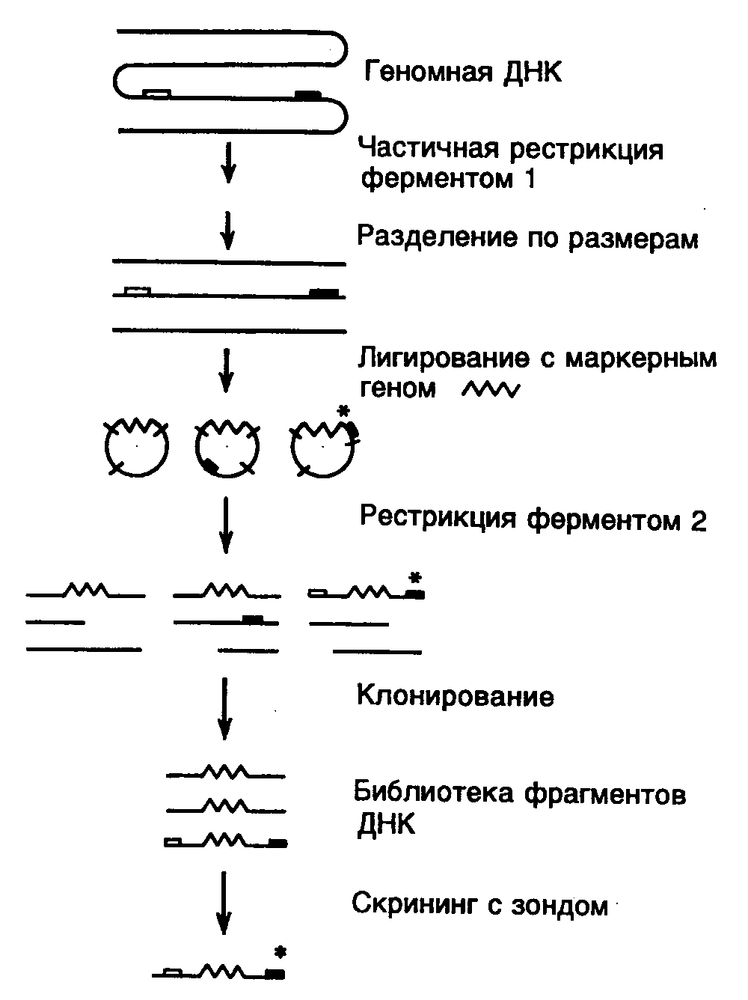 Геномная ДНК
Частичная рестрикция
ферментом 1
Разделение по размерам
Лигирование с маркерным
геном
*
Рестрикция ферментом 2
*
Клонирование
Библиотека фрагментов
ДНК
Скрининг с зондом
*